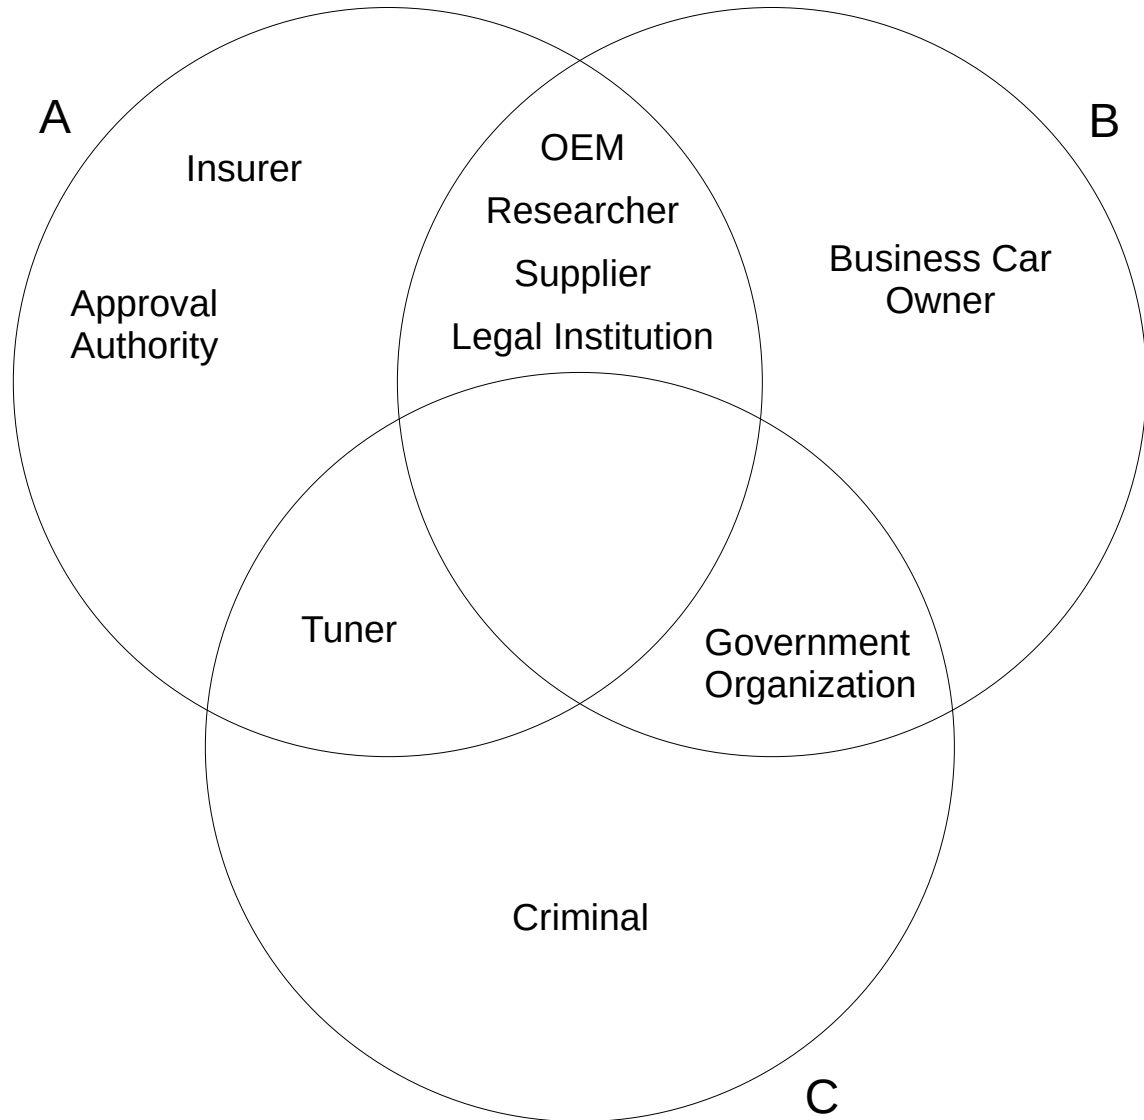 A
B
Insurer
OEM
Researcher
Supplier
Legal Institution
Business Car
Owner
Approval
Authority
Tuner
Government
Organization
Criminal
C